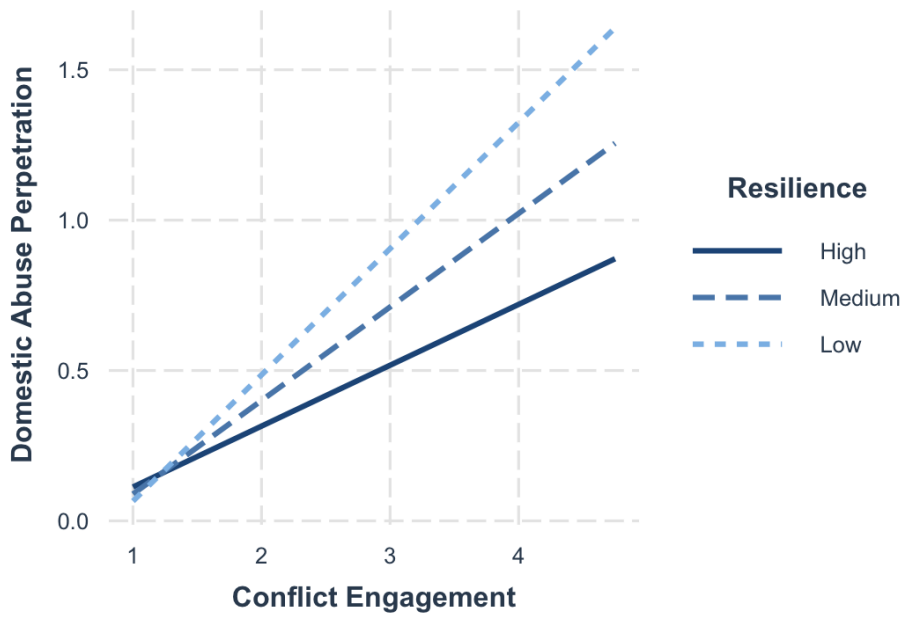 Domestic Abuse Perpetration
1.5
1.0
0.5
0.0
1 2 3 4
Conflict Engagement
Resilience
High
Medium
Low